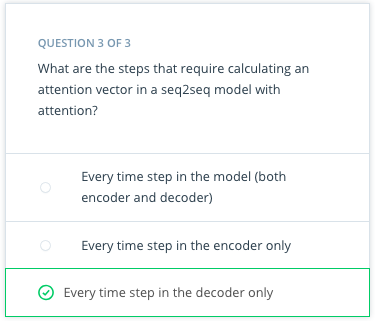 QUESTION 3 OF 3
What are the steps that require calculating an
attention vector in a seq2seq model with
attention?
Every time step in the model (both
encoder and decoder)
Every time step in the encoder only
Every time step in the decoder only